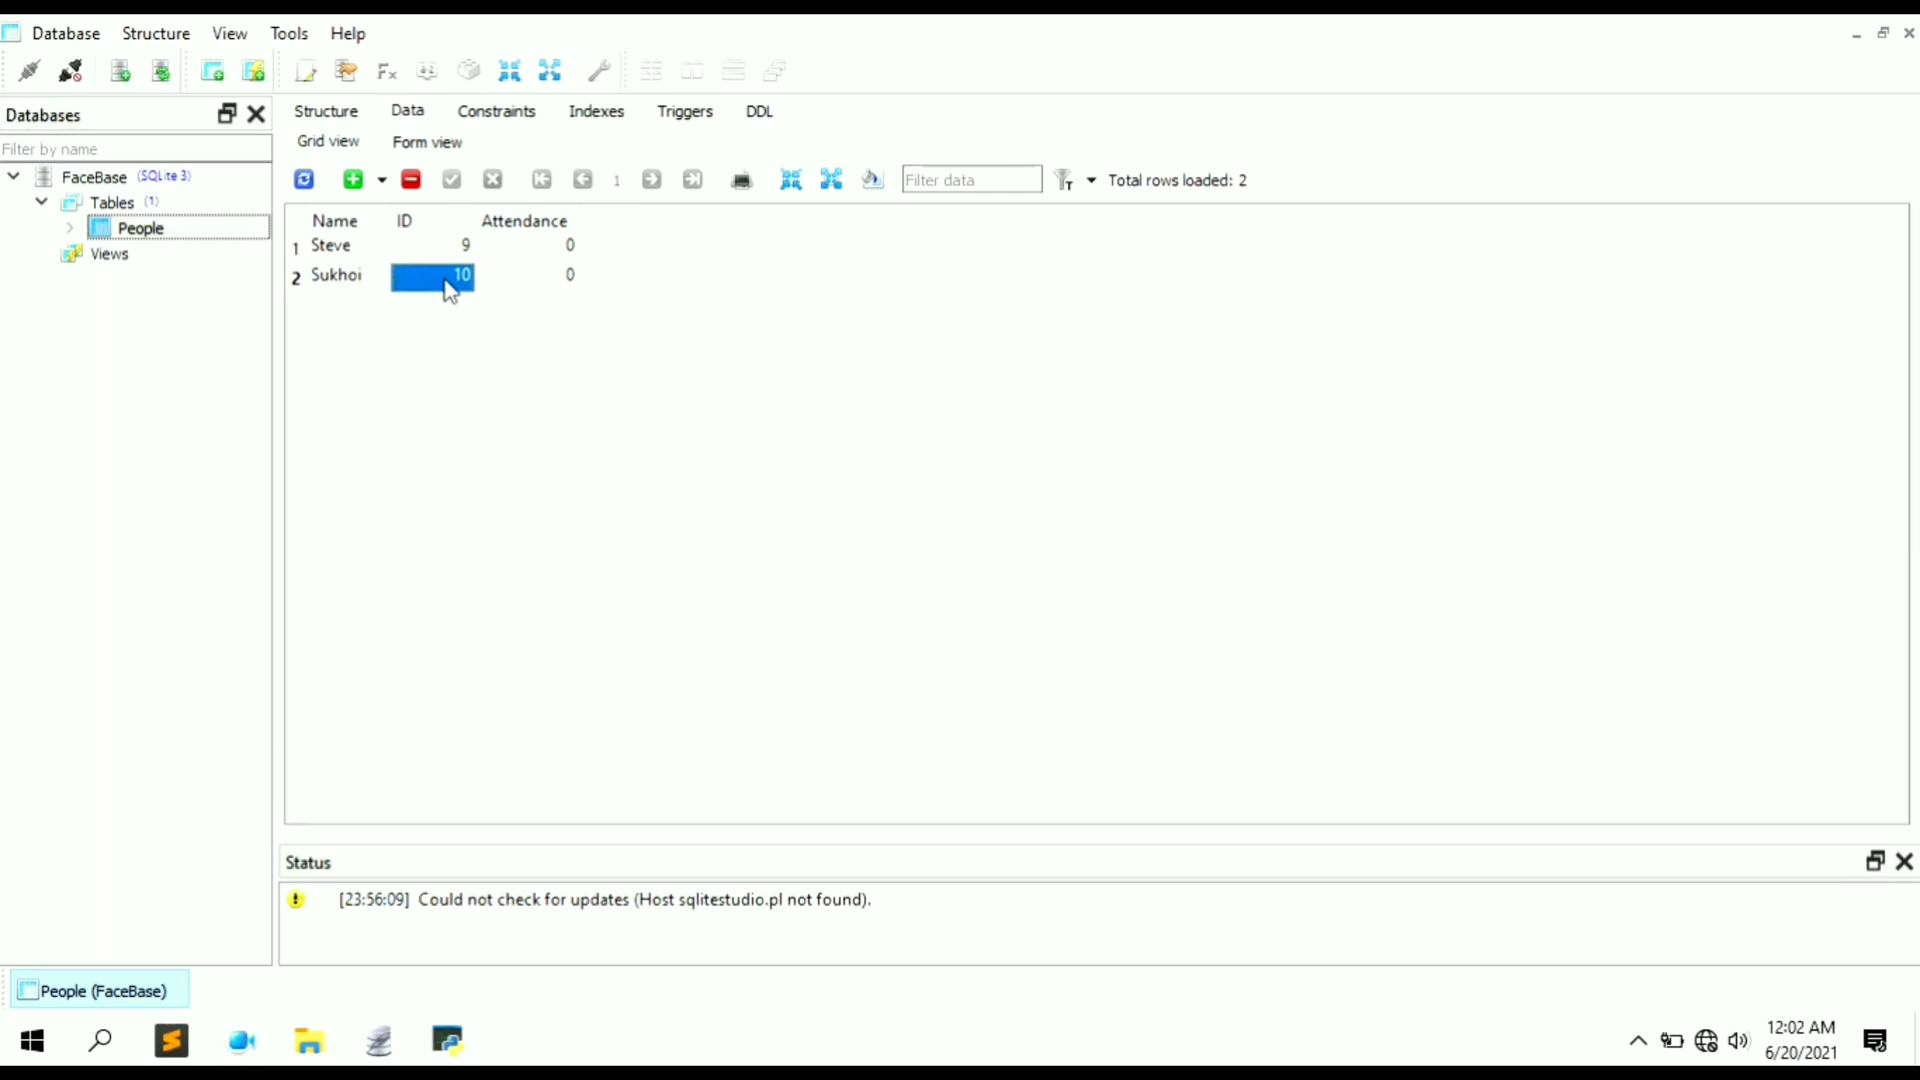 Database Structure View Tools Help
Databases
Filter by name
FaceBase (SQLite 3)
Tables (1)
People
Views
Structure Data Constraints Indexes Triggers DDL
Grid view Form view
1 Filter data Total rows loaded: 2
Name ID Attendance
1 Steve 9 0
2 Sukhoi 10 0
Status
[23:56:09] Could not check for updates (Host sqlitestudio.pl not found).
People (FaceBase)
12:02 AM
6/20/2021